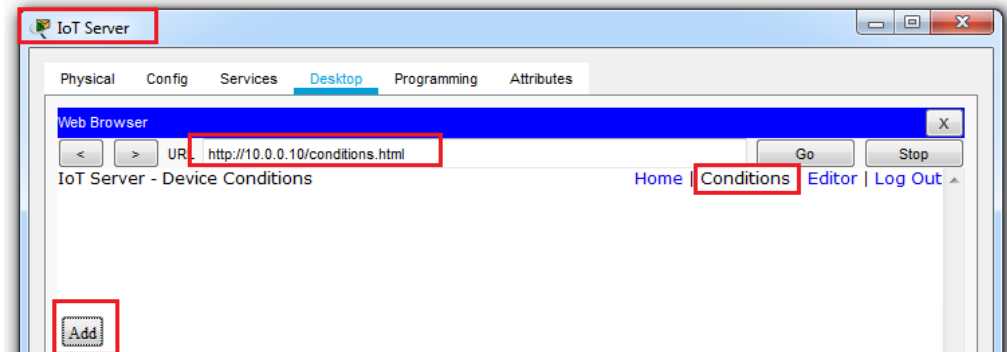 IoT Server
X
Physical Config Services Desktop Programming Attributes
Web Browser X
< > URL http://10.0.0.10/conditions.html Go Stop
IoT Server - Device Conditions Home | Conditions Editor | Log Out
Add